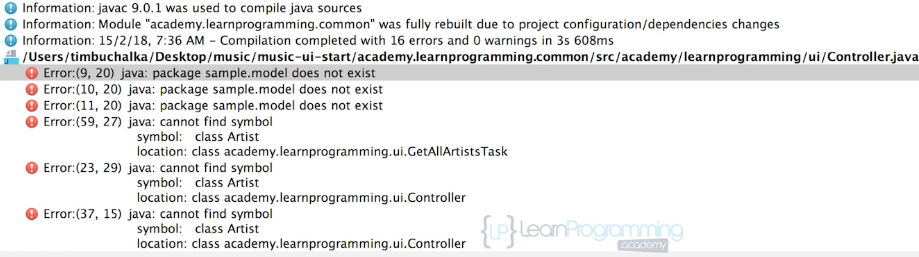 Information: javac 9.0.1 was used to compile java sources
Information: Module "academy.learnprogramming.common" was fully rebuilt due to project configuration/dependencies changes
Information: 15/2/18, 7:36 AM – Compilation completed with 16 errors and 0 warnings in 3s 608ms
/Users/timbuchalka/Desktop/music/music-ui-start/academy.learnprogramming.common/src/academy/learnprogramming/ui/Controller.java
Error:(9, 20) java: package sample.model does not exist
Error:(10, 20) java: package sample.model does not exist
Error:(11, 20) java: package sample.model does not exist
Error:(59, 27) java: cannot find symbol
symbol: class Artist
location: class academy.learnprogramming.ui.GetAllArtistsTask
Error:(23, 29) java: cannot find symbol
symbol: class Artist
location: class academy.learnprogramming.ui.Controller
Error:(37, 15) java: cannot find symbol
symbol: class Artist
location: class academy.learnprogramming.ui.Controller
{LP} LearnProgramming
.academy